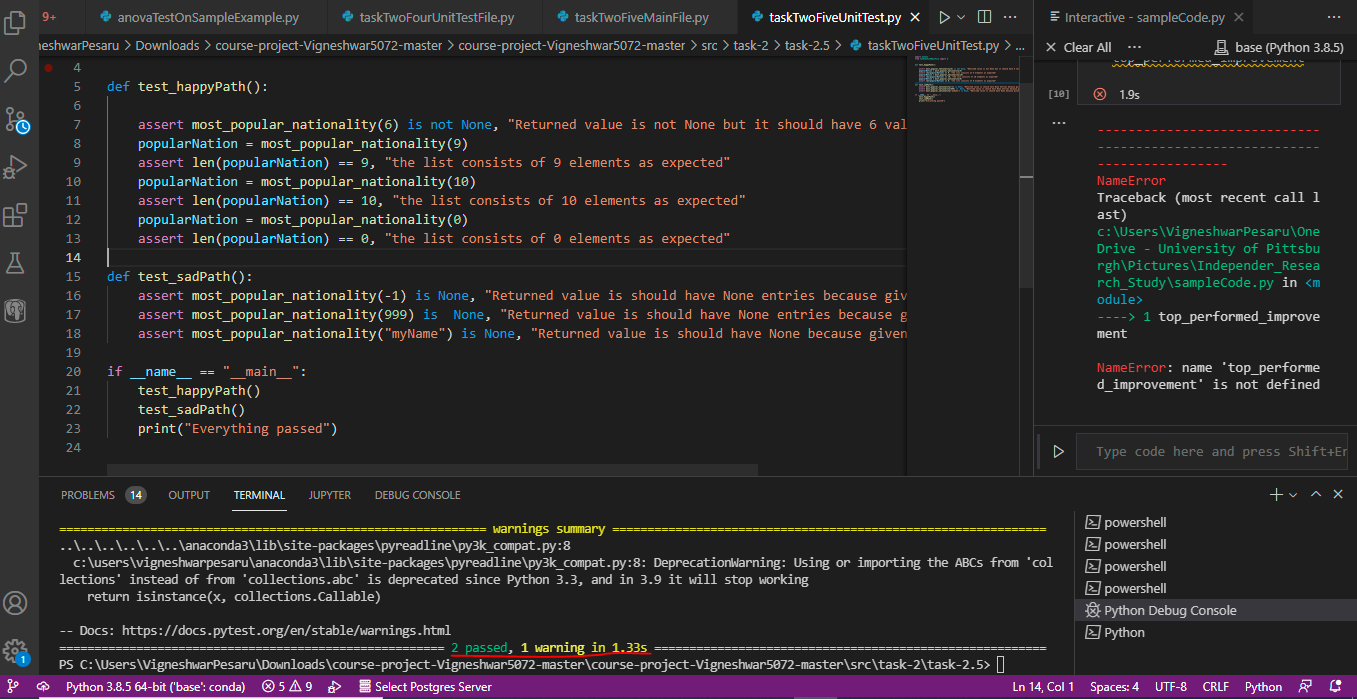 9+
anovaTestOnSampleExample.py
taskTwoFourUnitTestFile.py
taskTwoFiveMainFile.py
taskTwoFiveUnitTest.py
Interactive - sampleCode.py
neshwarPesaru > Downloads > course-project-Vigneshwar5072-master > course-project-Vigneshwar5072-master > src > task-2 > task-2.5 > taskTwoFiveUnitTest.py > ...
Clear All ...
base (Python 3.8.5)
4
5 def test_happyPath():
6
7 assert most_popular_nationality(6) is not None, "Returned value is not None but it should have 6 val
8 popularNation = most_popular_nationality(9)
9 assert len(popularNation) == 9, "the list consists of 9 elements as expected"
10 popularNation = most_popular_nationality(10)
11 assert len(popularNation) == 10, "the list consists of 10 elements as expected"
12 popularNation = most_popular_nationality(0)
13 assert len(popularNation) == 0, "the list consists of 0 elements as expected"
14
15 def test_sadPath():
16 assert most_popular_nationality(-1) is None, "Returned value is should have None entries because giv
17 assert most_popular_nationality(999) is  None, "Returned value is should have None entries because g
18 assert most_popular_nationality("myName") is None, "Returned value is should have None because given
19
20 if __name__ == "__main__":
21 test_happyPath()
22 test_sadPath()
23 print("Everything passed")
24
top_performed_improvement
[10] 1.9s
...
----------------------------
----------------------------
-----------------
NameError
Traceback (most recent call l
ast)
c:\Users\VigneshwarPesaru\One
Drive - University of Pittsbu
rgh\Pictures\Independer_Resea
rch_Study\sampleCode.py in <m
odule>
----> 1 top_performed_improve
ment
NameError: name 'top_performe
d_improvement' is not defined
Type code here and press Shift+Er
PROBLEMS 14 OUTPUT TERMINAL JUPYTER DEBUG CONSOLE
============================================================= warnings summary ==============================================================
..\..\..\..\..\..\anaconda3\lib\site-packages\pyreadline\py3k_compat.py:8
c:\users\vigneshwarpesaru\anaconda3\lib\site-packages\pyreadline\py3k_compat.py:8: DeprecationWarning: Using or importing the ABCs from 'col
lections' instead of from 'collections.abc' is deprecated since Python 3.3, and in 3.9 it will stop working
return isinstance(x, collections.Callable)
-- Docs: https://docs.pytest.org/en/stable/warnings.html
======================================================= 2 passed, 1 warning in 1.33s ========================================================
PS C:\Users\VigneshwarPesaru\Downloads\course-project-Vigneshwar5072-master\course-project-Vigneshwar5072-master\src\task-2\task-2.5>
powershell
powershell
powershell
powershell
Python Debug Console
Python
1
Python 3.8.5 64-bit ('base': conda) 5 9 Select Postgres Server
Ln 14, Col 1 Spaces: 4 UTF-8 CRLF Python